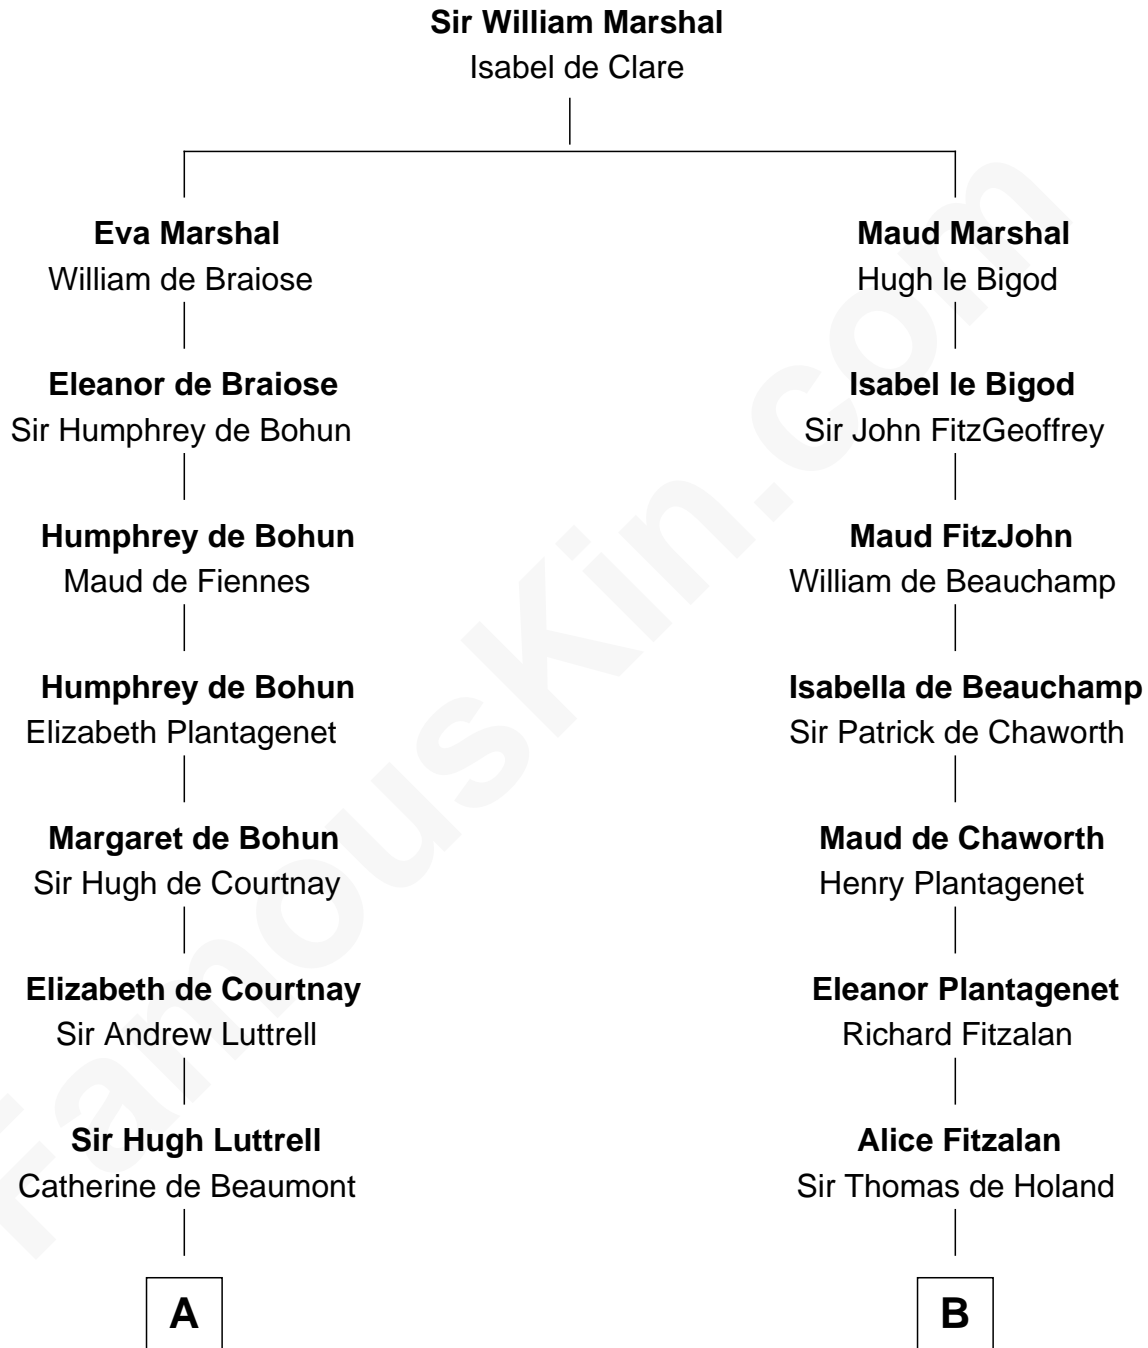 Sir William Marshal
Isabel de Clare
Eva Marshal
William de Braiose
Maud Marshal
Hugh le Bigod
Eleanor de Braiose
Sir Humphrey de Bohun
Isabel le Bigod
Sir John FitzGeoffrey
Humphrey de Bohun
Maud de Fiennes
Maud FitzJohn
William de Beauchamp
Humphrey de Bohun
Elizabeth Plantagenet
Isabella de Beauchamp
Sir Patrick de Chaworth
Margaret de Bohun
Sir Hugh de Courtnay
Maud de Chaworth
Henry Plantagenet
Elizabeth de Courtnay
Sir Andrew Luttrell
Eleanor Plantagenet
Richard Fitzalan
Sir Hugh Luttrell
Catherine de Beaumont
Alice Fitzalan
Sir Thomas de Holand
A
B
FamousKin.com